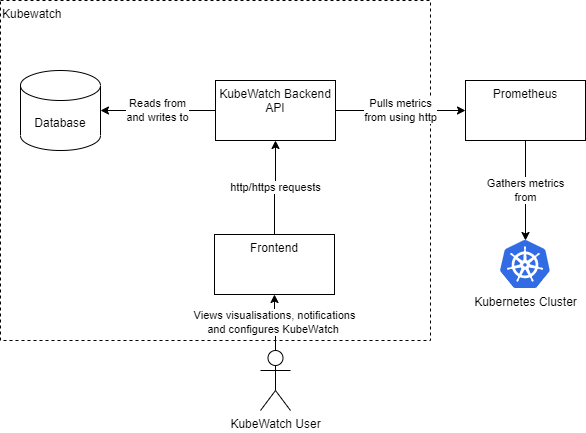 Kubewatch
KubeWatch Backend
API
Prometheus
Database
Reads from
and writes to
Pulls metrics
from using http
http/https requests
Gathers metrics
from
Frontend
Kubernetes Cluster
Views visualisations, notifications
and configures KubeWatch
KubeWatch User